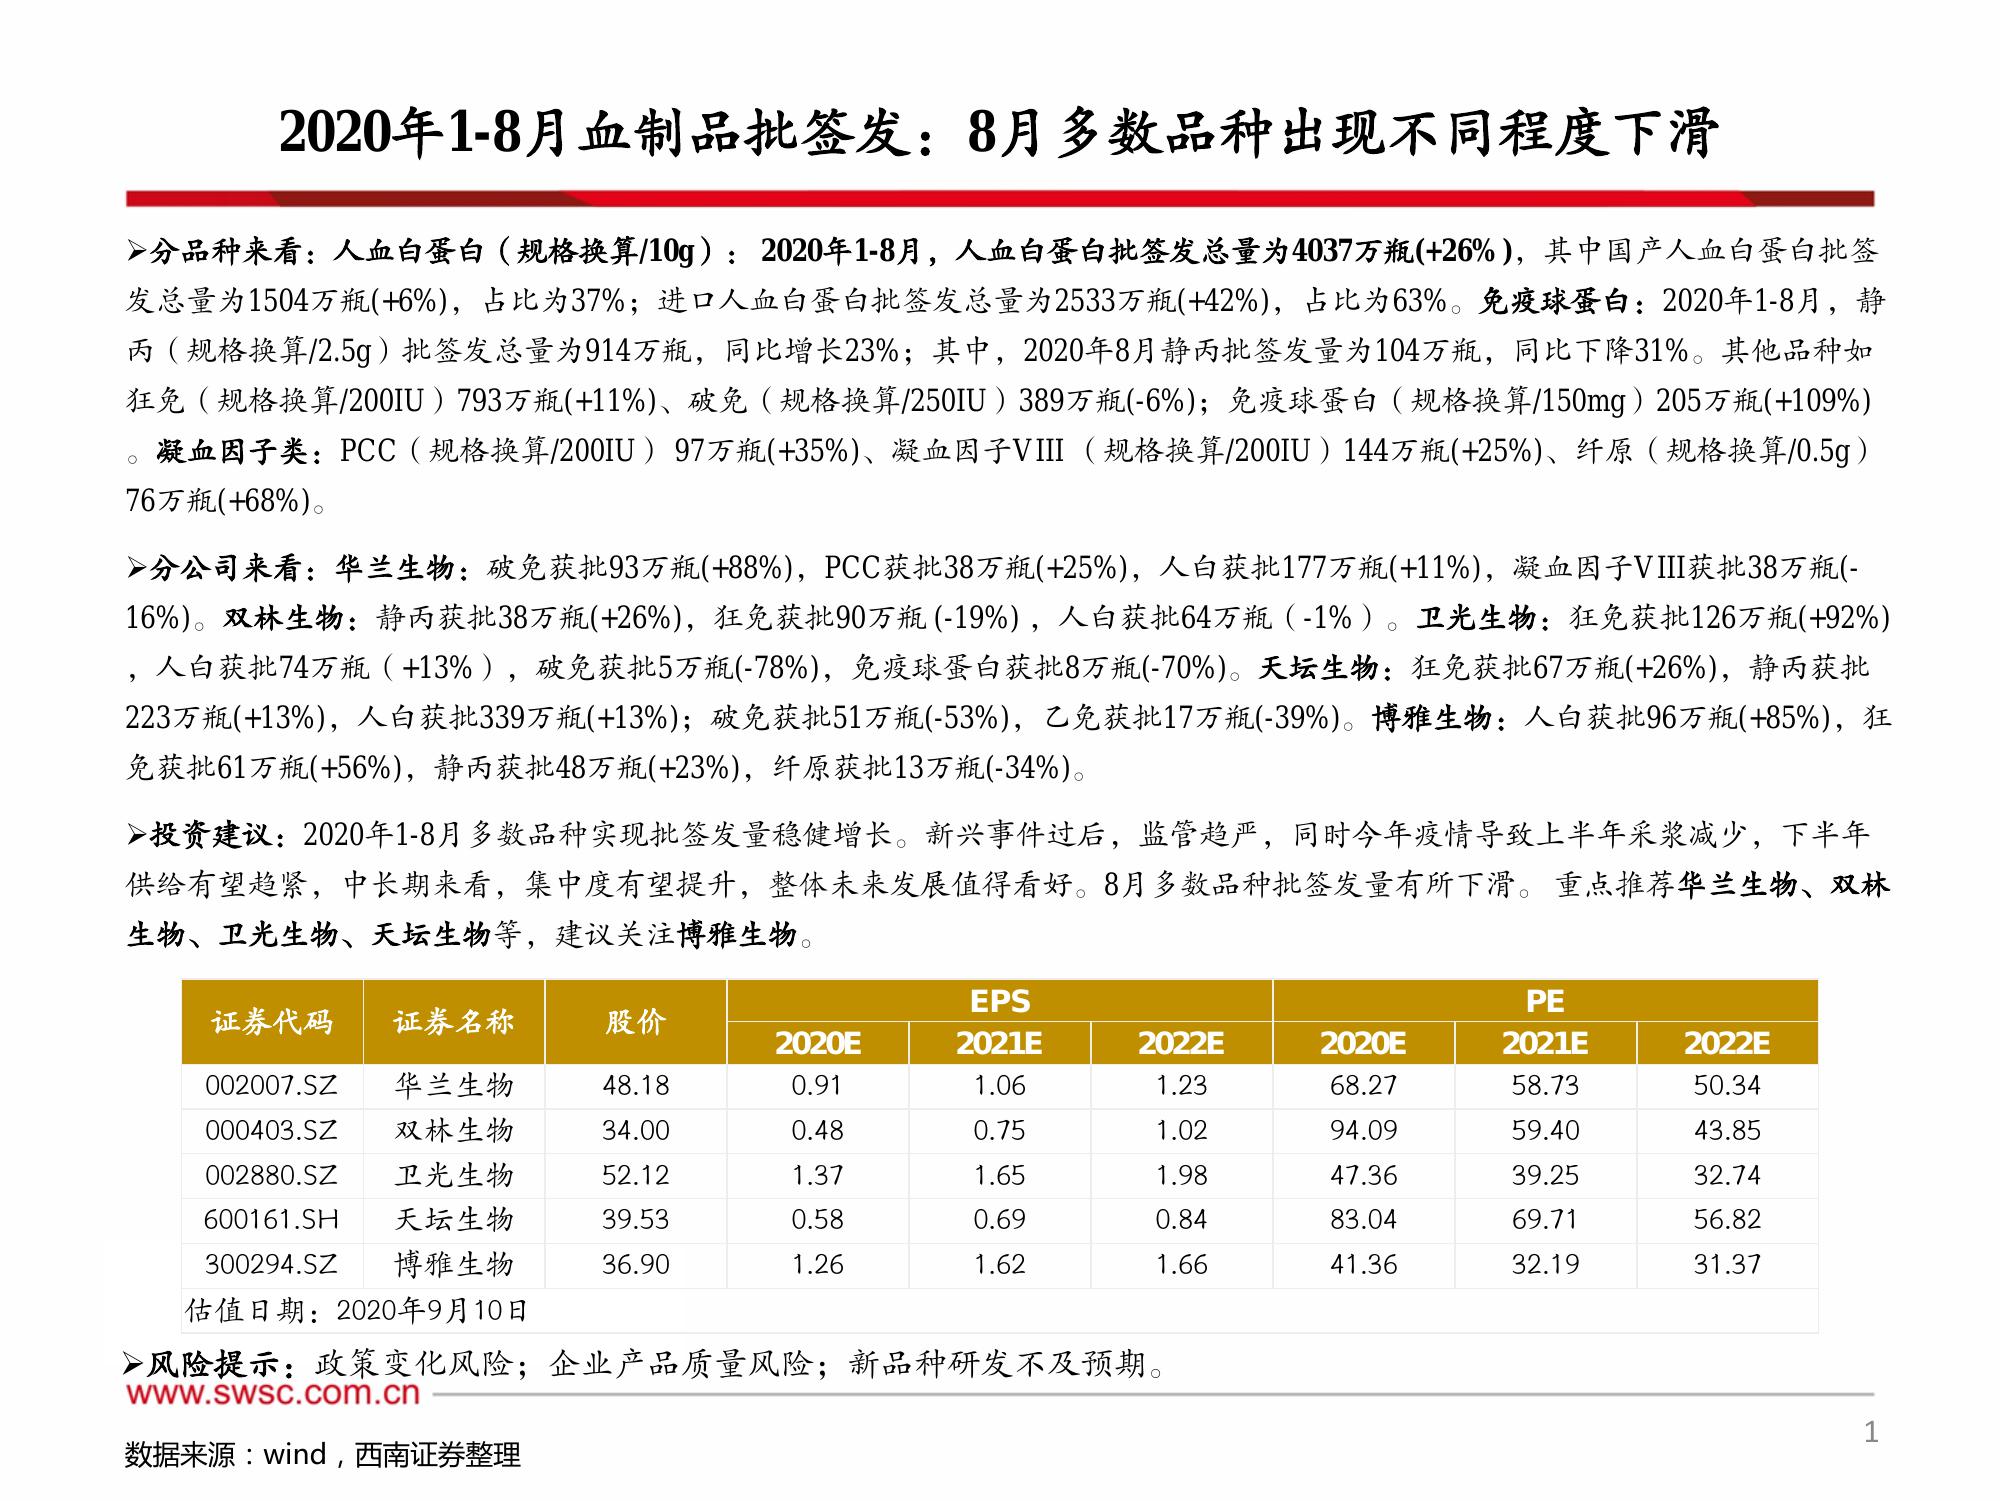 2020年1-8月血制品批签发：8月多数品种出现不同程度下滑
➢分品种来看：人血白蛋白（规格换算/10g）： 2020年1-8月，人血白蛋白批签发总量为4037万瓶(+26% )，其中国产人血白蛋白批签
发总量为1504万瓶(+6%)，占比为37%；进口人血白蛋白批签发总量为2533万瓶(+42%)，占比为63%。免疫球蛋白：2020年1-8月，静
丙（规格换算/2.5g）批签发总量为914万瓶，同比增长23%；其中，2020年8月静丙批签发量为104万瓶，同比下降31%。其他品种如
狂免（规格换算/200IU）793万瓶(+11%)、破免（规格换算/250IU）389万瓶(-6%)；免疫球蛋白（规格换算/150mg）205万瓶(+109%)
。凝血因子类：PCC（规格换算/200IU） 97万瓶(+35%)、凝血因子VIII （规格换算/200IU）144万瓶(+25%)、纤原（规格换算/0.5g）
76万瓶(+68%)。
➢分公司来看：华兰生物：破免获批93万瓶(+88%)，PCC获批38万瓶(+25%)，人白获批177万瓶(+11%)，凝血因子VIII获批38万瓶(-
16%)。双林生物：静丙获批38万瓶(+26%)，狂免获批90万瓶 (-19%) ，人白获批64万瓶（ -1% ）。卫光生物：狂免获批126万瓶(+92%)
，人白获批74万瓶（ +13% ），破免获批5万瓶(-78%)，免疫球蛋白获批8万瓶(-70%)。天坛生物：狂免获批67万瓶(+26%)，静丙获批
223万瓶(+13%)，人白获批339万瓶(+13%)；破免获批51万瓶(-53%)，乙免获批17万瓶(-39%)。博雅生物：人白获批96万瓶(+85%)，狂
免获批61万瓶(+56%)，静丙获批48万瓶(+23%)，纤原获批13万瓶(-34%)。
➢投资建议：2020年1-8月多数品种实现批签发量稳健增长。新兴事件过后，监管趋严，同时今年疫情导致上半年采浆减少，下半年
供给有望趋紧，中长期来看，集中度有望提升，整体未来发展值得看好。8月多数品种批签发量有所下滑。 重点推荐华兰生物、双林
生物、卫光生物、天坛生物等，建议关注博雅生物。
证券代码 证券名称 股价 EPS PE
2020E 2021E 2022E 2020E 2021E 2022E
002007.SZ 华兰生物 48.18 0.91 1.06 1.23 68.27 58.73 50.34
000403.SZ 双林生物 34.00 0.48 0.75 1.02 94.09 59.40 43.85
002880.SZ 卫光生物 52.12 1.37 1.65 1.98 47.36 39.25 32.74
600161.SH 天坛生物 39.53 0.58 0.69 0.84 83.04 69.71 56.82
300294.SZ 博雅生物 36.90 1.26 1.62 1.66 41.36 32.19 31.37
估值日期：2020年9月10日
➢风险提示：政策变化风险；企业产品质量风险；新品种研发不及预期。
www.swsc.com.cn
1
数据来源：wind，西南证券整理